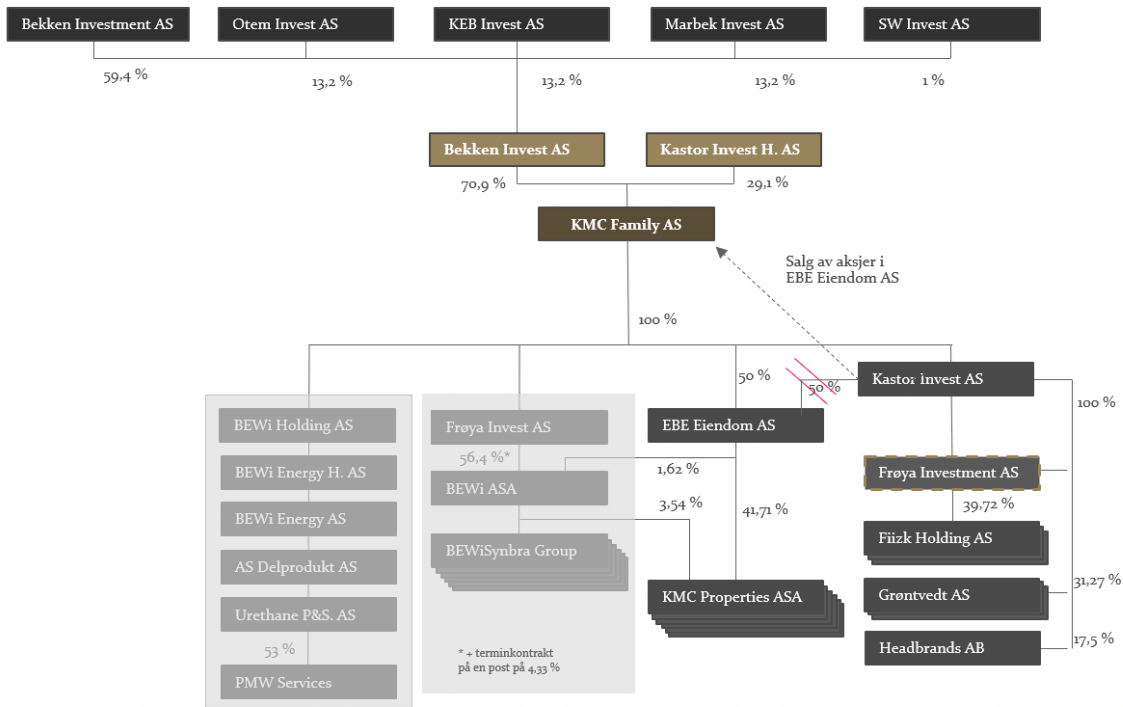 Bekken Investment AS
Otem Invest AS
KEB Invest AS
Marbek Invest AS
SW Invest AS
59,4 %
13,2 %
13,2 %
13,2 %
1 %
Bekken Invest AS
Kastor Invest H. AS
70,9 %
29,1 %
KMC Family AS
Salg av aksjer i
EBE Eiendom AS
100 %
50 %
50 %
Kastor invest AS
100 %
BEWi Holding AS
Frøya Invest AS
EBE Eiendom AS
56,4 %*
1,62 %
BEWi Energy H. AS
BEWi ASA
Frøya Investment AS
3,54 %
41,71 %
39,72 %
BEWi Energy AS
Fiizk Holding AS
BEWiSynbra Group
AS Delprodukt AS
31,27 %
KMC Properties ASA
Grøntvedt AS
Urethane P&S. AS
17,5 %
53 %
Headbrands AB
* + terminkontrakt
på en post på 4,33 %
PMW Services